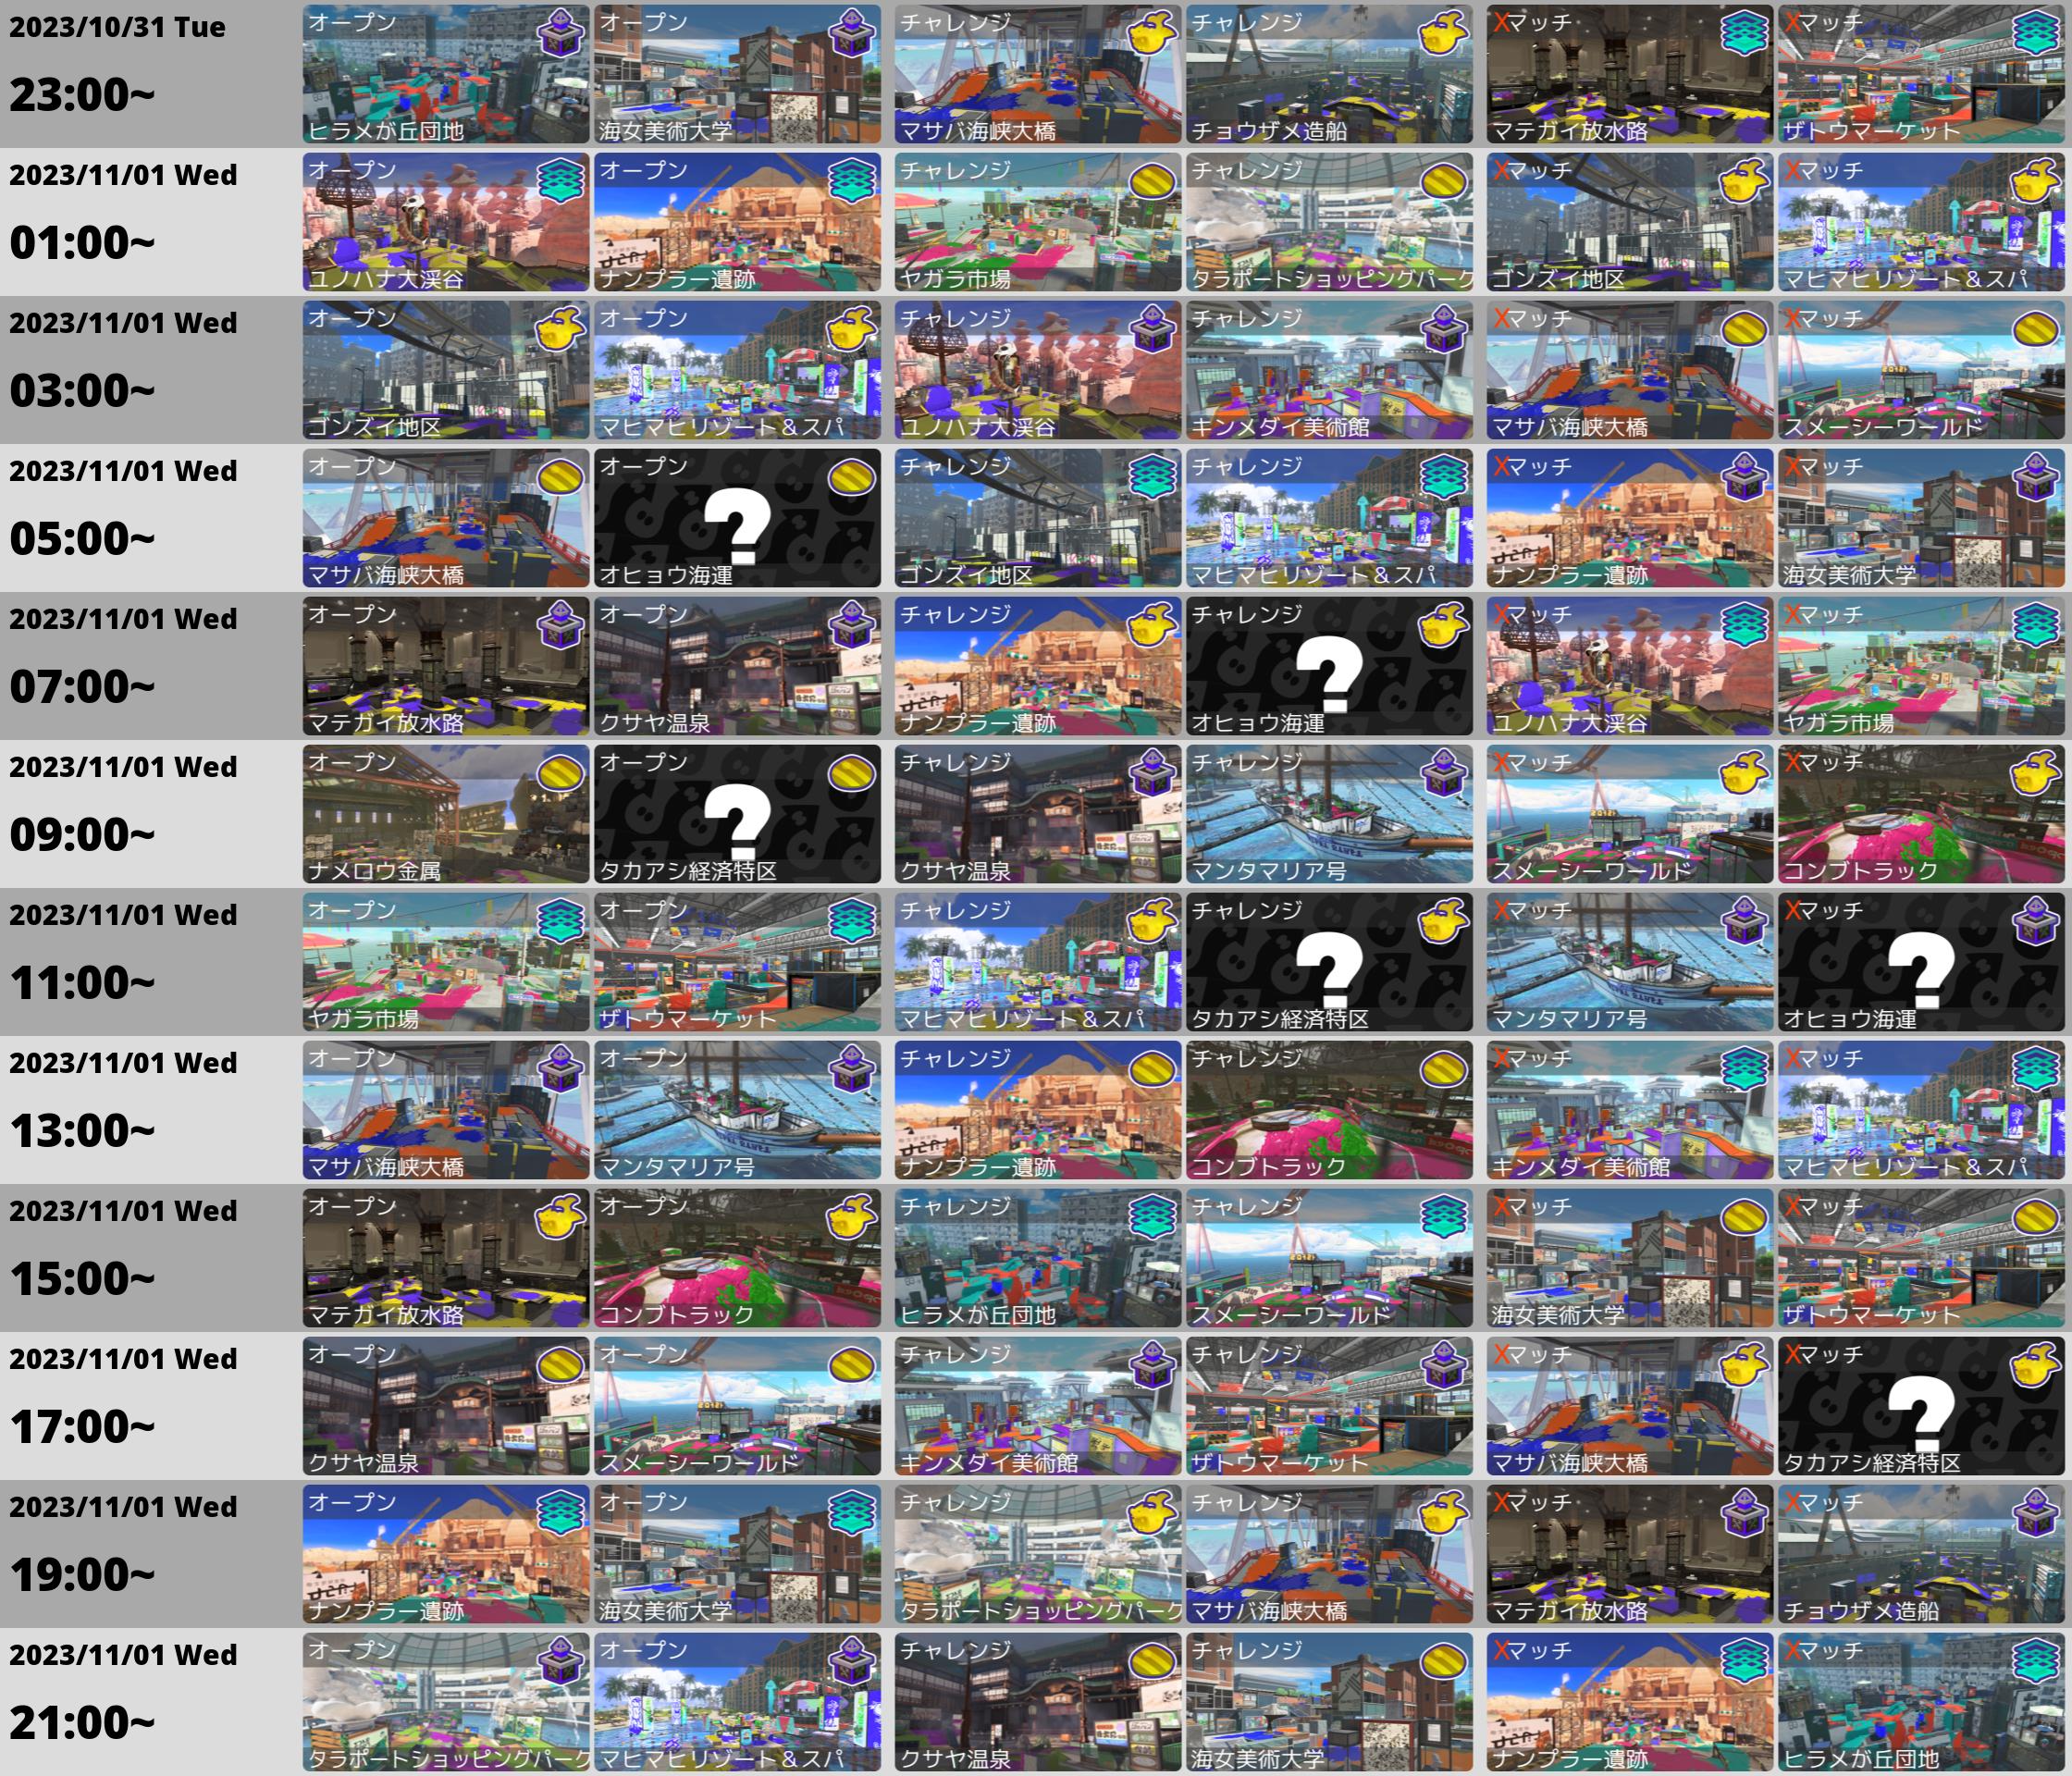 2023/10/31 Tue
23:00~
オープン オープン チャレンジ チャレンジ Xマッチ Xマッチ
ヒラメが丘団地 海女美術大学 マサバ海峡大橋 チョウザメ造船 マテガイ放水路 ザトウマーケット
2023/11/01 Wed
01:00~
オープン オープン チャレンジ チャレンジ Xマッチ Xマッチ
ユノハナ大渓谷 ナンプラー遺跡 ヤガラ市場 タラポートショッピングパーク ゴンズイ地区 マヒマヒリゾート＆スパ
2023/11/01 Wed
03:00~
オープン オープン チャレンジ チャレンジ Xマッチ Xマッチ
ゴンズイ地区 マヒマヒリゾート＆スパ ユノハナ大渓谷 キンメダイ美術館 マサバ海峡大橋 スメーシーワールド
2023/11/01 Wed
05:00~
オープン オープン チャレンジ チャレンジ Xマッチ Xマッチ
?
マサバ海峡大橋 オヒョウ海運 ゴンズイ地区 マヒマヒリゾート＆スパ ナンプラー遺跡 海女美術大学
2023/11/01 Wed
07:00~
オープン オープン チャレンジ チャレンジ Xマッチ Xマッチ
?
マテガイ放水路 クサヤ温泉 ナンプラー遺跡 オヒョウ海運 ユノハナ大渓谷 ヤガラ市場
2023/11/01 Wed
09:00~
オープン オープン チャレンジ チャレンジ Xマッチ Xマッチ
?
ナメロウ金属 タカアシ経済特区 クサヤ温泉 マンタマリア号 スメーシーワールド コンブトラック
2023/11/01 Wed
11:00~
オープン オープン チャレンジ チャレンジ Xマッチ Xマッチ
? ?
ヤガラ市場 ザトウマーケット マヒマヒリゾート＆スパ タカアシ経済特区 マンタマリア号 オヒョウ海運
2023/11/01 Wed
13:00~
オープン オープン チャレンジ チャレンジ Xマッチ Xマッチ
マサバ海峡大橋 マンタマリア号 ナンプラー遺跡 コンブトラック キンメダイ美術館 マヒマヒリゾート＆スパ
2023/11/01 Wed
15:00~
オープン オープン チャレンジ チャレンジ Xマッチ Xマッチ
マテガイ放水路 コンブトラック ヒラメが丘団地 スメーシーワールド 海女美術大学 ザトウマーケット
2023/11/01 Wed
17:00~
オープン オープン チャレンジ チャレンジ Xマッチ Xマッチ
?
クサヤ温泉 スメーシーワールド キンメダイ美術館 ザトウマーケット マサバ海峡大橋 タカアシ経済特区
2023/11/01 Wed
19:00~
オープン オープン チャレンジ チャレンジ Xマッチ Xマッチ
ナンプラー遺跡 海女美術大学 タラポートショッピングパーク マサバ海峡大橋 マテガイ放水路 チョウザメ造船
2023/11/01 Wed
21:00~
オープン オープン チャレンジ チャレンジ Xマッチ Xマッチ
タラポートショッピングパーク マヒマヒリゾート＆スパ クサヤ温泉 海女美術大学 ナンプラー遺跡 ヒラメが丘団地